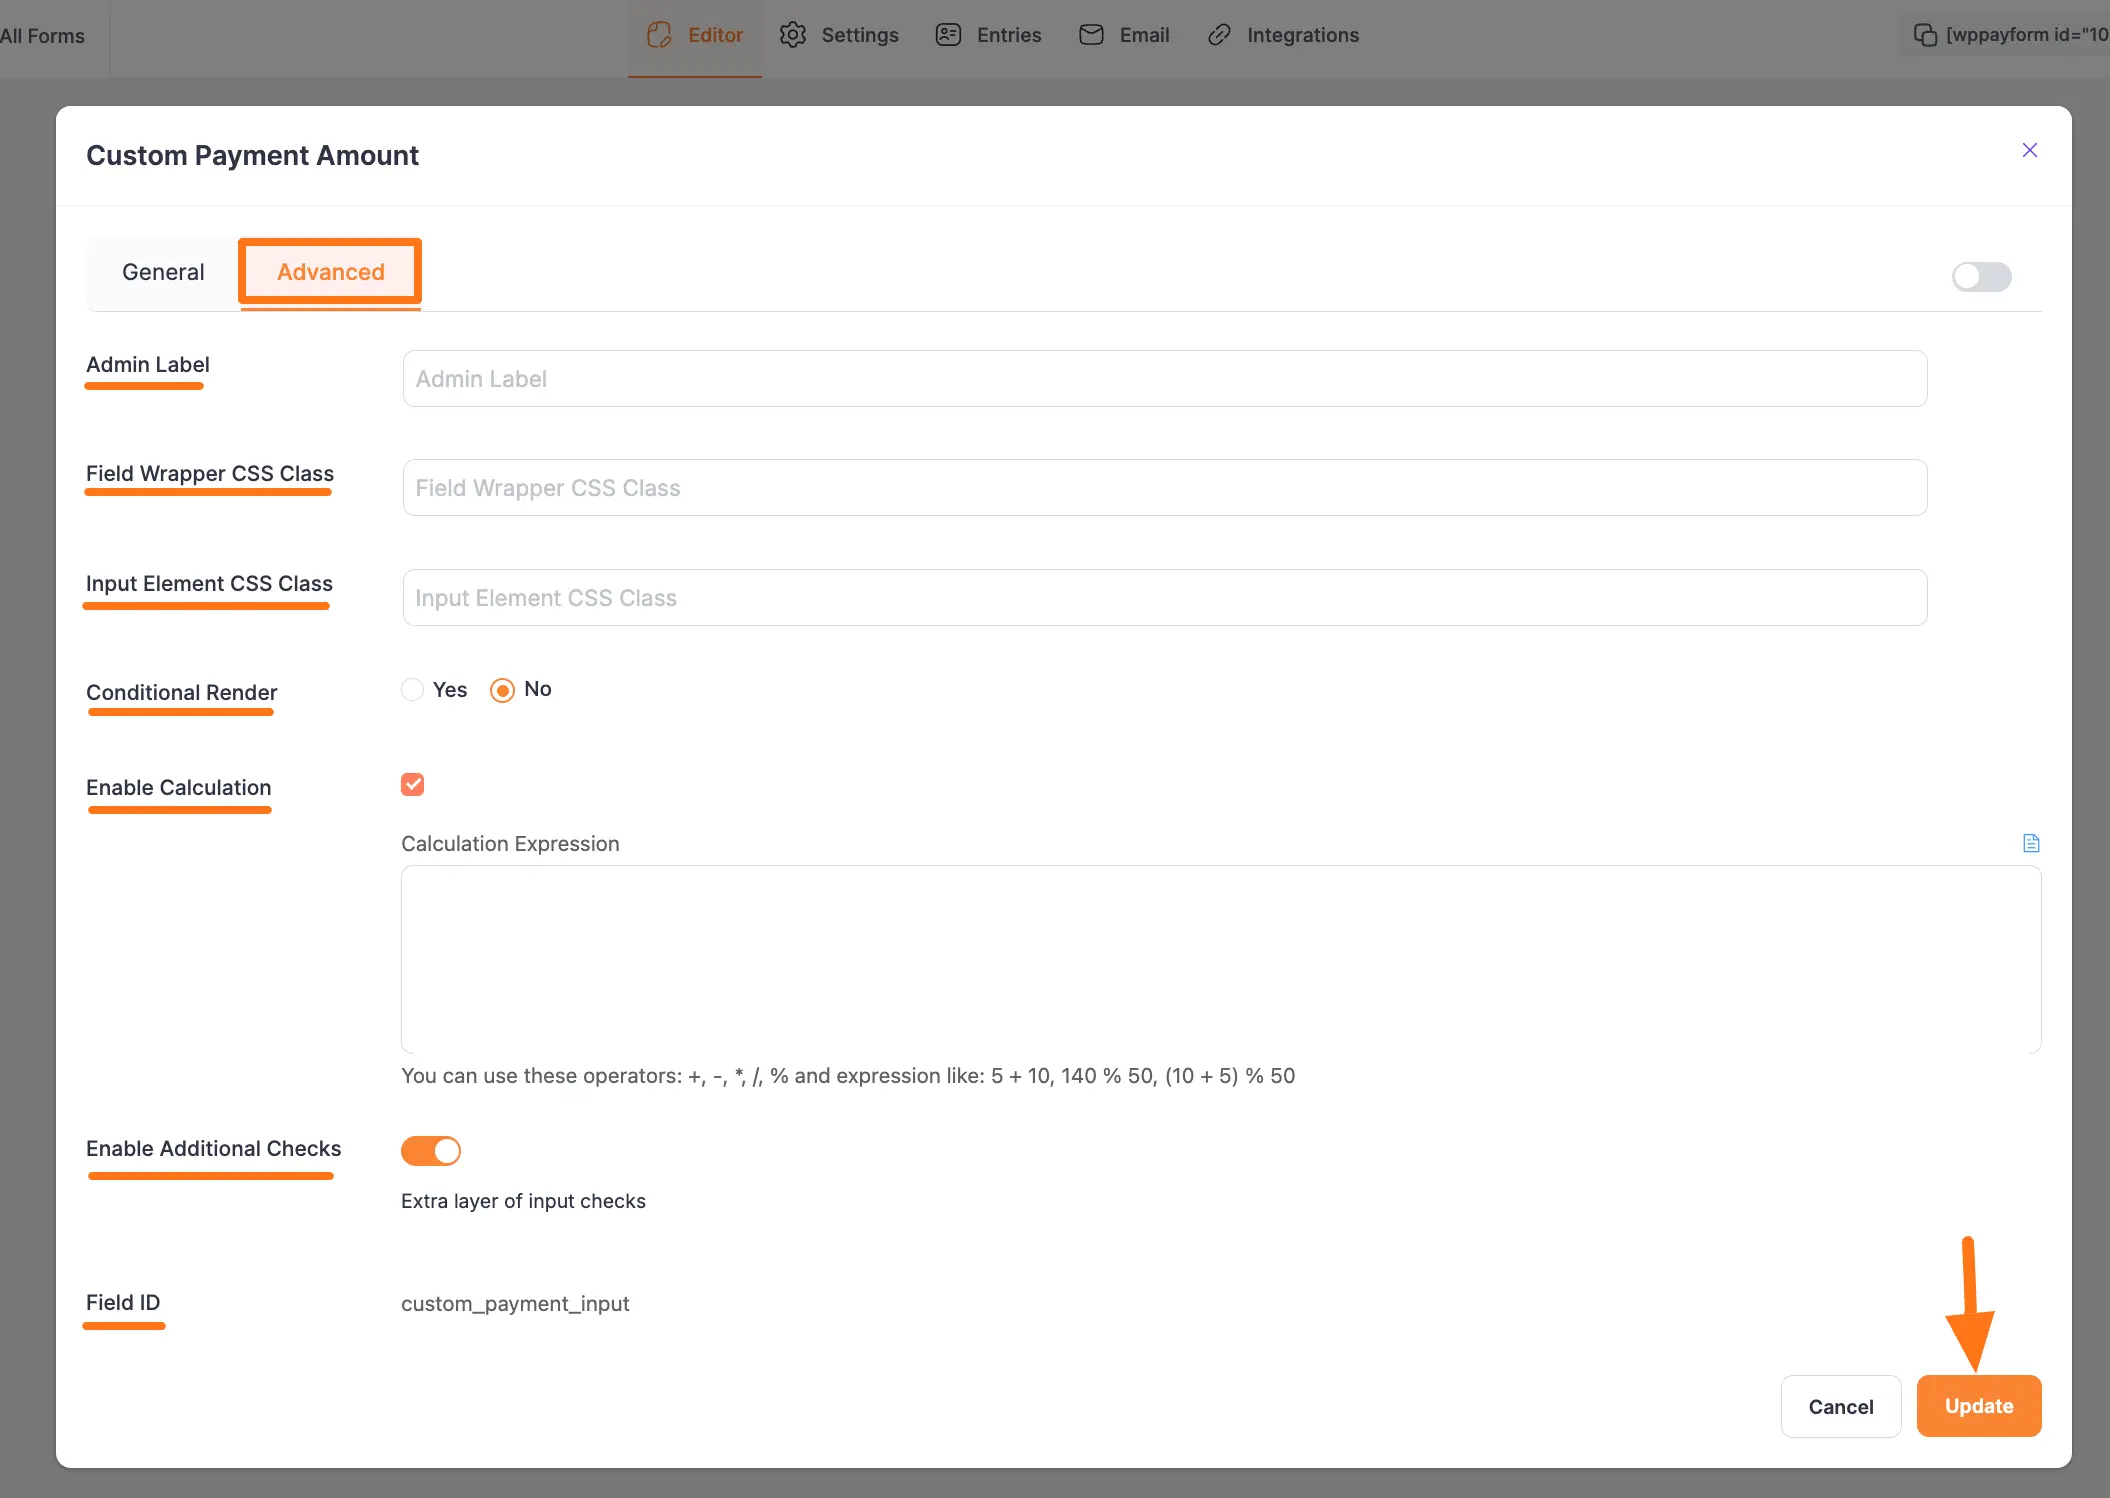 All Forms
Editor
Settings
Entries
Email
Integrations
[wppayform id="10
Custom Payment Amount
General
Advanced
Admin Label
Admin Label
Field Wrapper CSS Class
Field Wrapper CSS Class
Input Element CSS Class
Input Element CSS Class
Conditional Render
Yes
No
Enable Calculation
Calculation Expression
You can use these operators: +, -, *, /, % and expression like: 5 + 10, 140 % 50, (10 + 5) % 50
Enable Additional Checks
Extra layer of input checks
Field ID
custom_payment_input
Cancel
Update